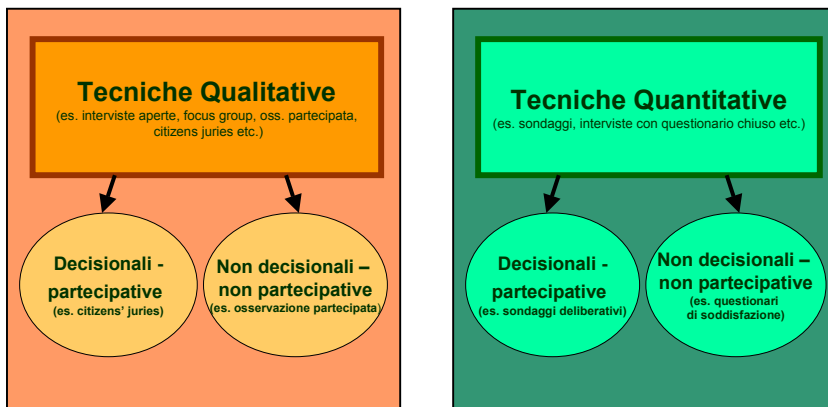 Tecniche Qualitative
(es. interviste aperte, focus group, oss. partecipata,
citizens juries etc.)
Decisionali -
partecipative
(es. citizens' juries)
Non decisionali –
non partecipative
(es. osservazione partecipata)
Tecniche Quantitative
(es. sondaggi, interviste con questionario chiuso etc.)
Decisionali -
partecipative
(es. sondaggi deliberativi)
Non decisionali –
non partecipative
(es. questionari
di soddisfazione)